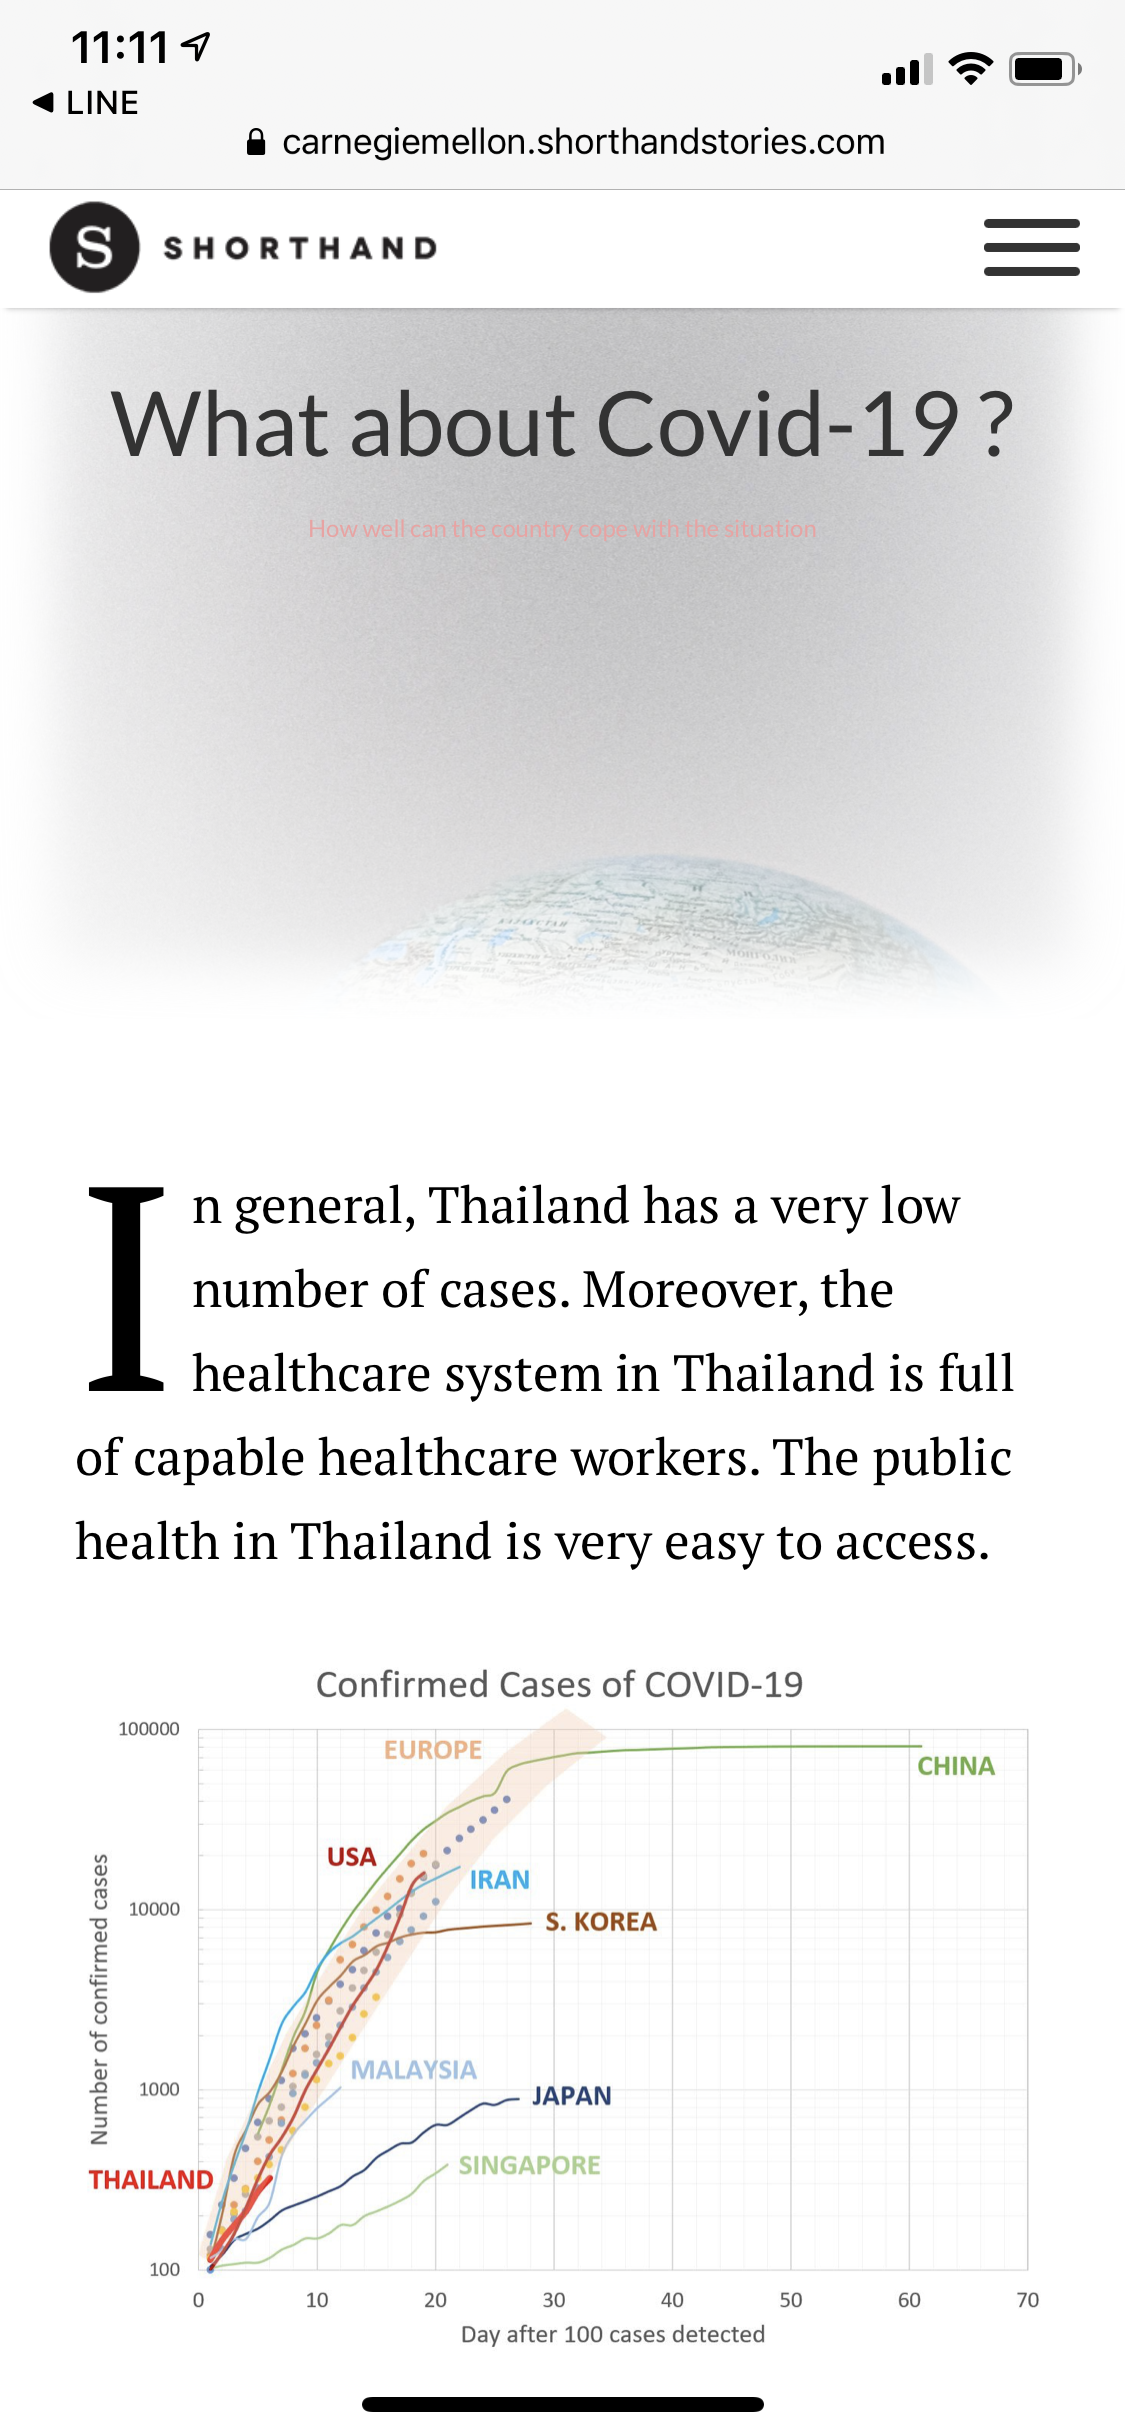 11:11
LINE
carnegiemellon.shorthandstories.com
S SHORTHAND
What about Covid-19 ?
How well can the country cope with the situation
In general, Thailand has a very low
number of cases. Moreover, the
healthcare system in Thailand is full
of capable healthcare workers. The public
health in Thailand is very easy to access.
Confirmed Cases of COVID-19
Number of confirmed cases
100000
10000
1000
100
EUROPE
CHINA
USA
IRAN
S. KOREA
MALAYSIA
JAPAN
SINGAPORE
THAILAND
0 10 20 30 40 50 60 70
Day after 100 cases detected